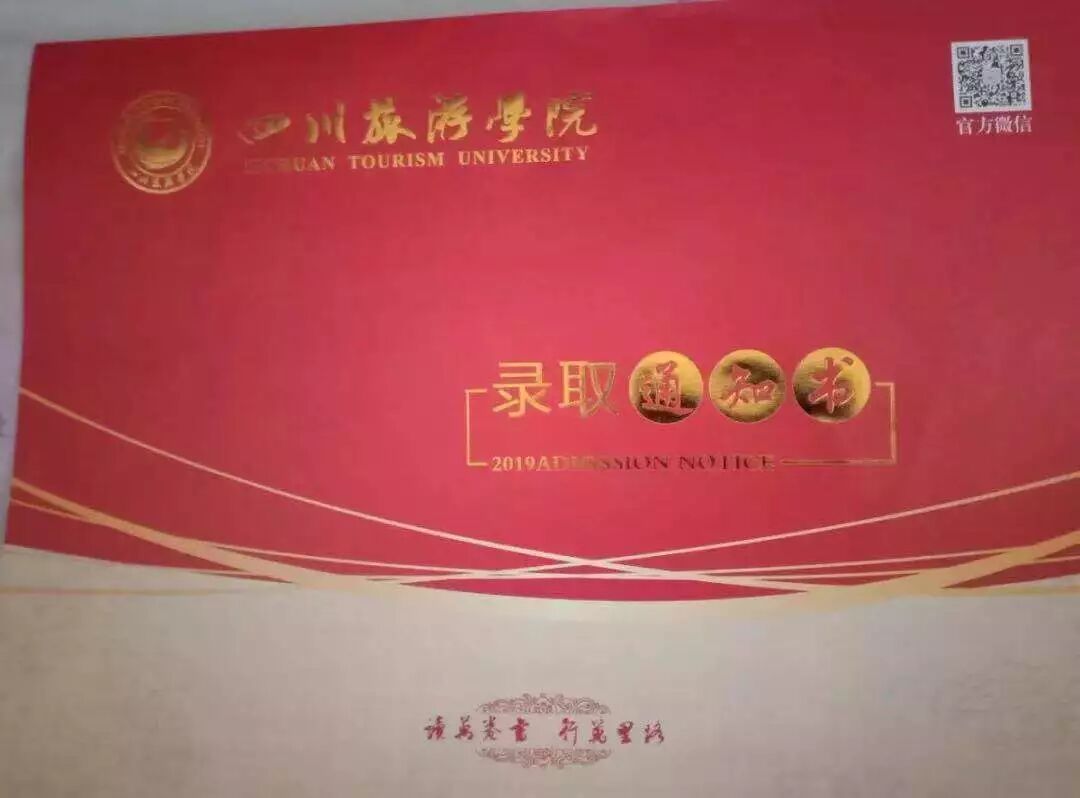 四川旅游学院
SICHUAN TOURISM UNIVERSITY
官方微信
录取通知书
2019ADMISSION NOTICE
读万卷书 行万里路